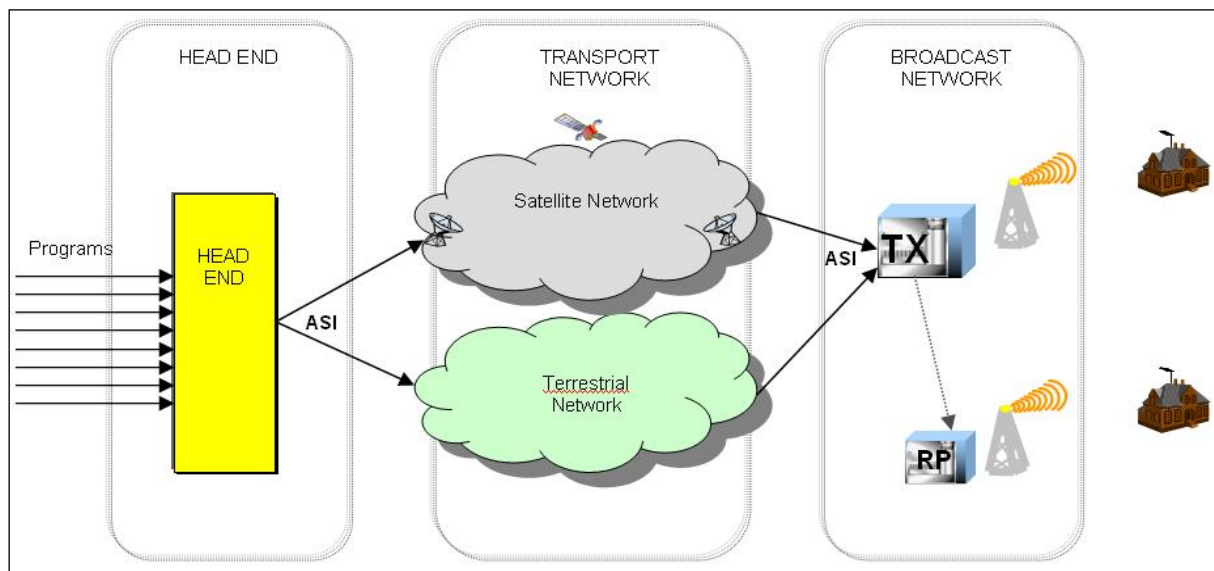 HEAD END
TRANSPORT
NETWORK
BROADCAST
NETWORK
Programs
HEAD
END
ASI
Satellite Network
Terrestrial
Network
ASI
TX
RP